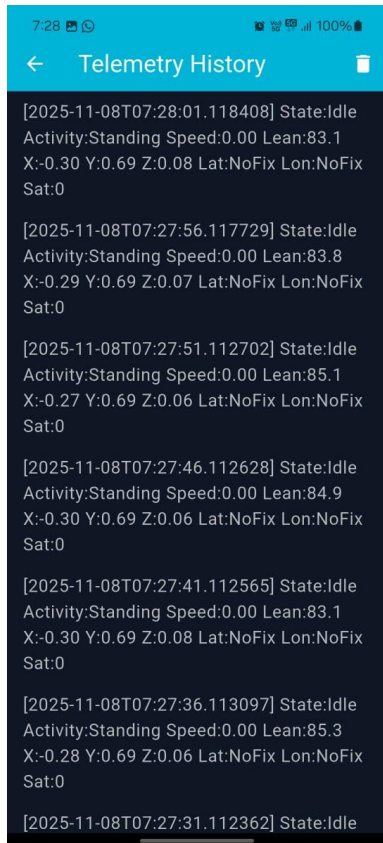 7:28 5G 100%
Telemetry History
[2025-11-08T07:28:01.118408] State:Idle
Activity:Standing Speed:0.00 Lean:83.1
X:-0.30 Y:0.69 Z:0.08 Lat:NoFix Lon:NoFix
Sat:0
[2025-11-08T07:27:56.117729] State:Idle
Activity:Standing Speed:0.00 Lean:83.8
X:-0.29 Y:0.69 Z:0.07 Lat:NoFix Lon:NoFix
Sat:0
[2025-11-08T07:27:51.112702] State:Idle
Activity:Standing Speed:0.00 Lean:85.1
X:-0.27 Y:0.69 Z:0.06 Lat:NoFix Lon:NoFix
Sat:0
[2025-11-08T07:27:46.112628] State:Idle
Activity:Standing Speed:0.00 Lean:84.9
X:-0.30 Y:0.69 Z:0.06 Lat:NoFix Lon:NoFix
Sat:0
[2025-11-08T07:27:41.112565] State:Idle
Activity:Standing Speed:0.00 Lean:83.1
X:-0.30 Y:0.69 Z:0.08 Lat:NoFix Lon:NoFix
Sat:0
[2025-11-08T07:27:36.113097] State:Idle
Activity:Standing Speed:0.00 Lean:85.3
X:-0.28 Y:0.69 Z:0.06 Lat:NoFix Lon:NoFix
Sat:0
[2025-11-08T07:27:31.112362] State:Idle